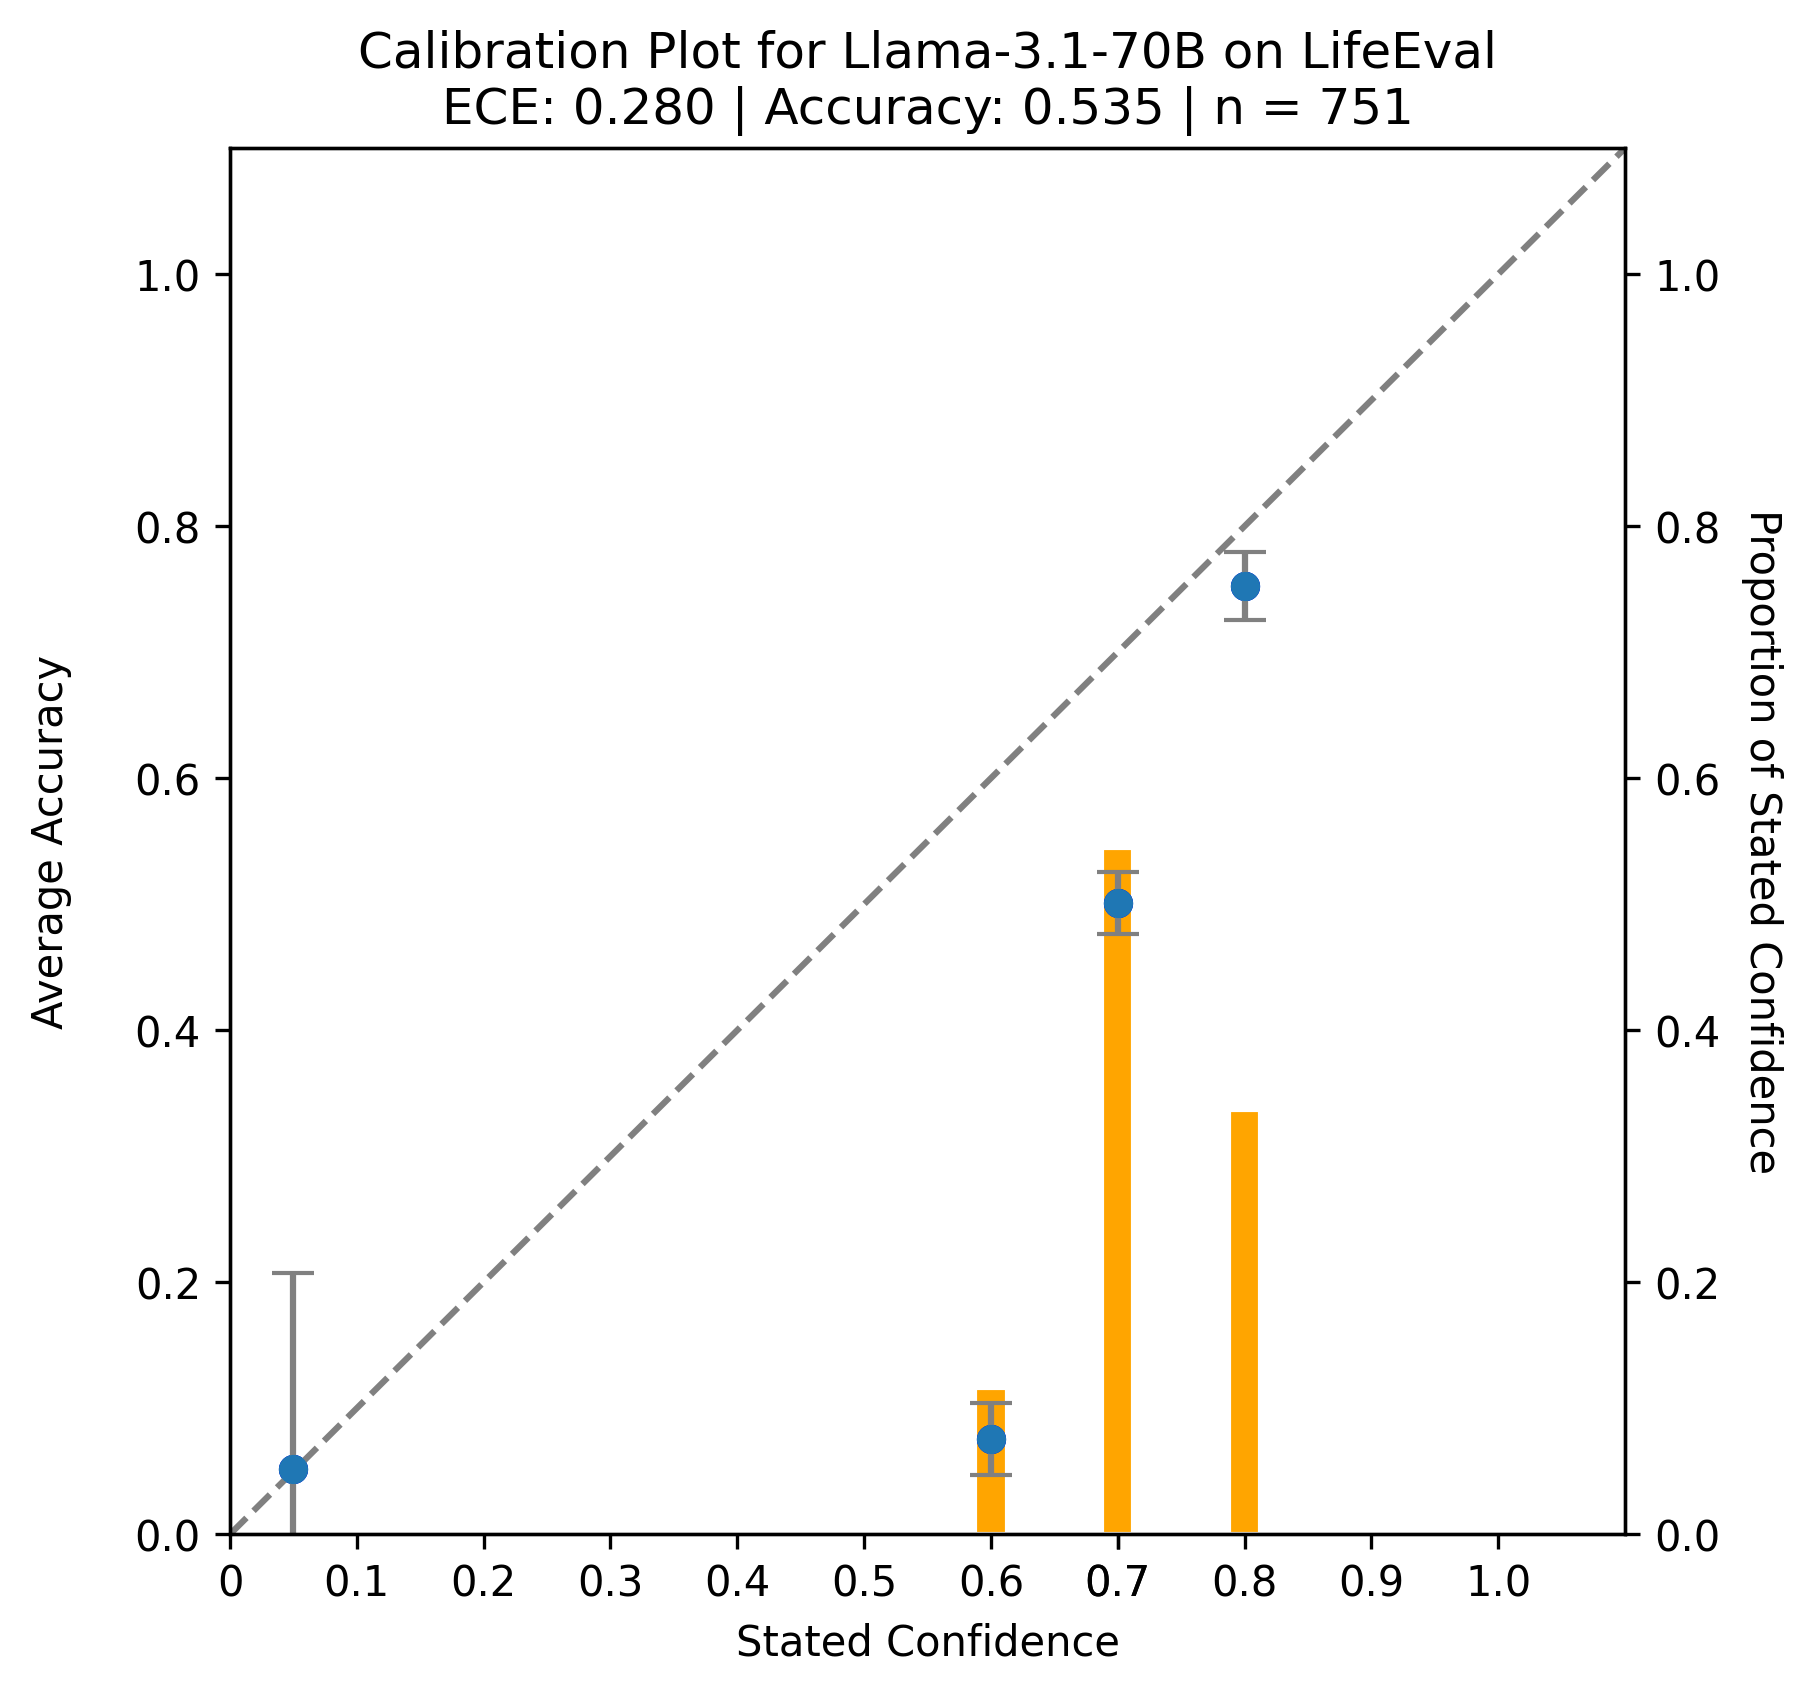 Calibration Plot for Llama-3.1-70B on LifeEval
ECE: 0.280 | Accuracy: 0.535 | n = 751
Average Accuracy
1.0
0.8
0.6
0.4
0.2
0.0
1.0
0.8
0.6
0.4
0.2
0.0
Proportion of Stated Confidence
0 0.1 0.2 0.3 0.4 0.5 0.6 0.7 0.8 0.9 1.0
Stated Confidence